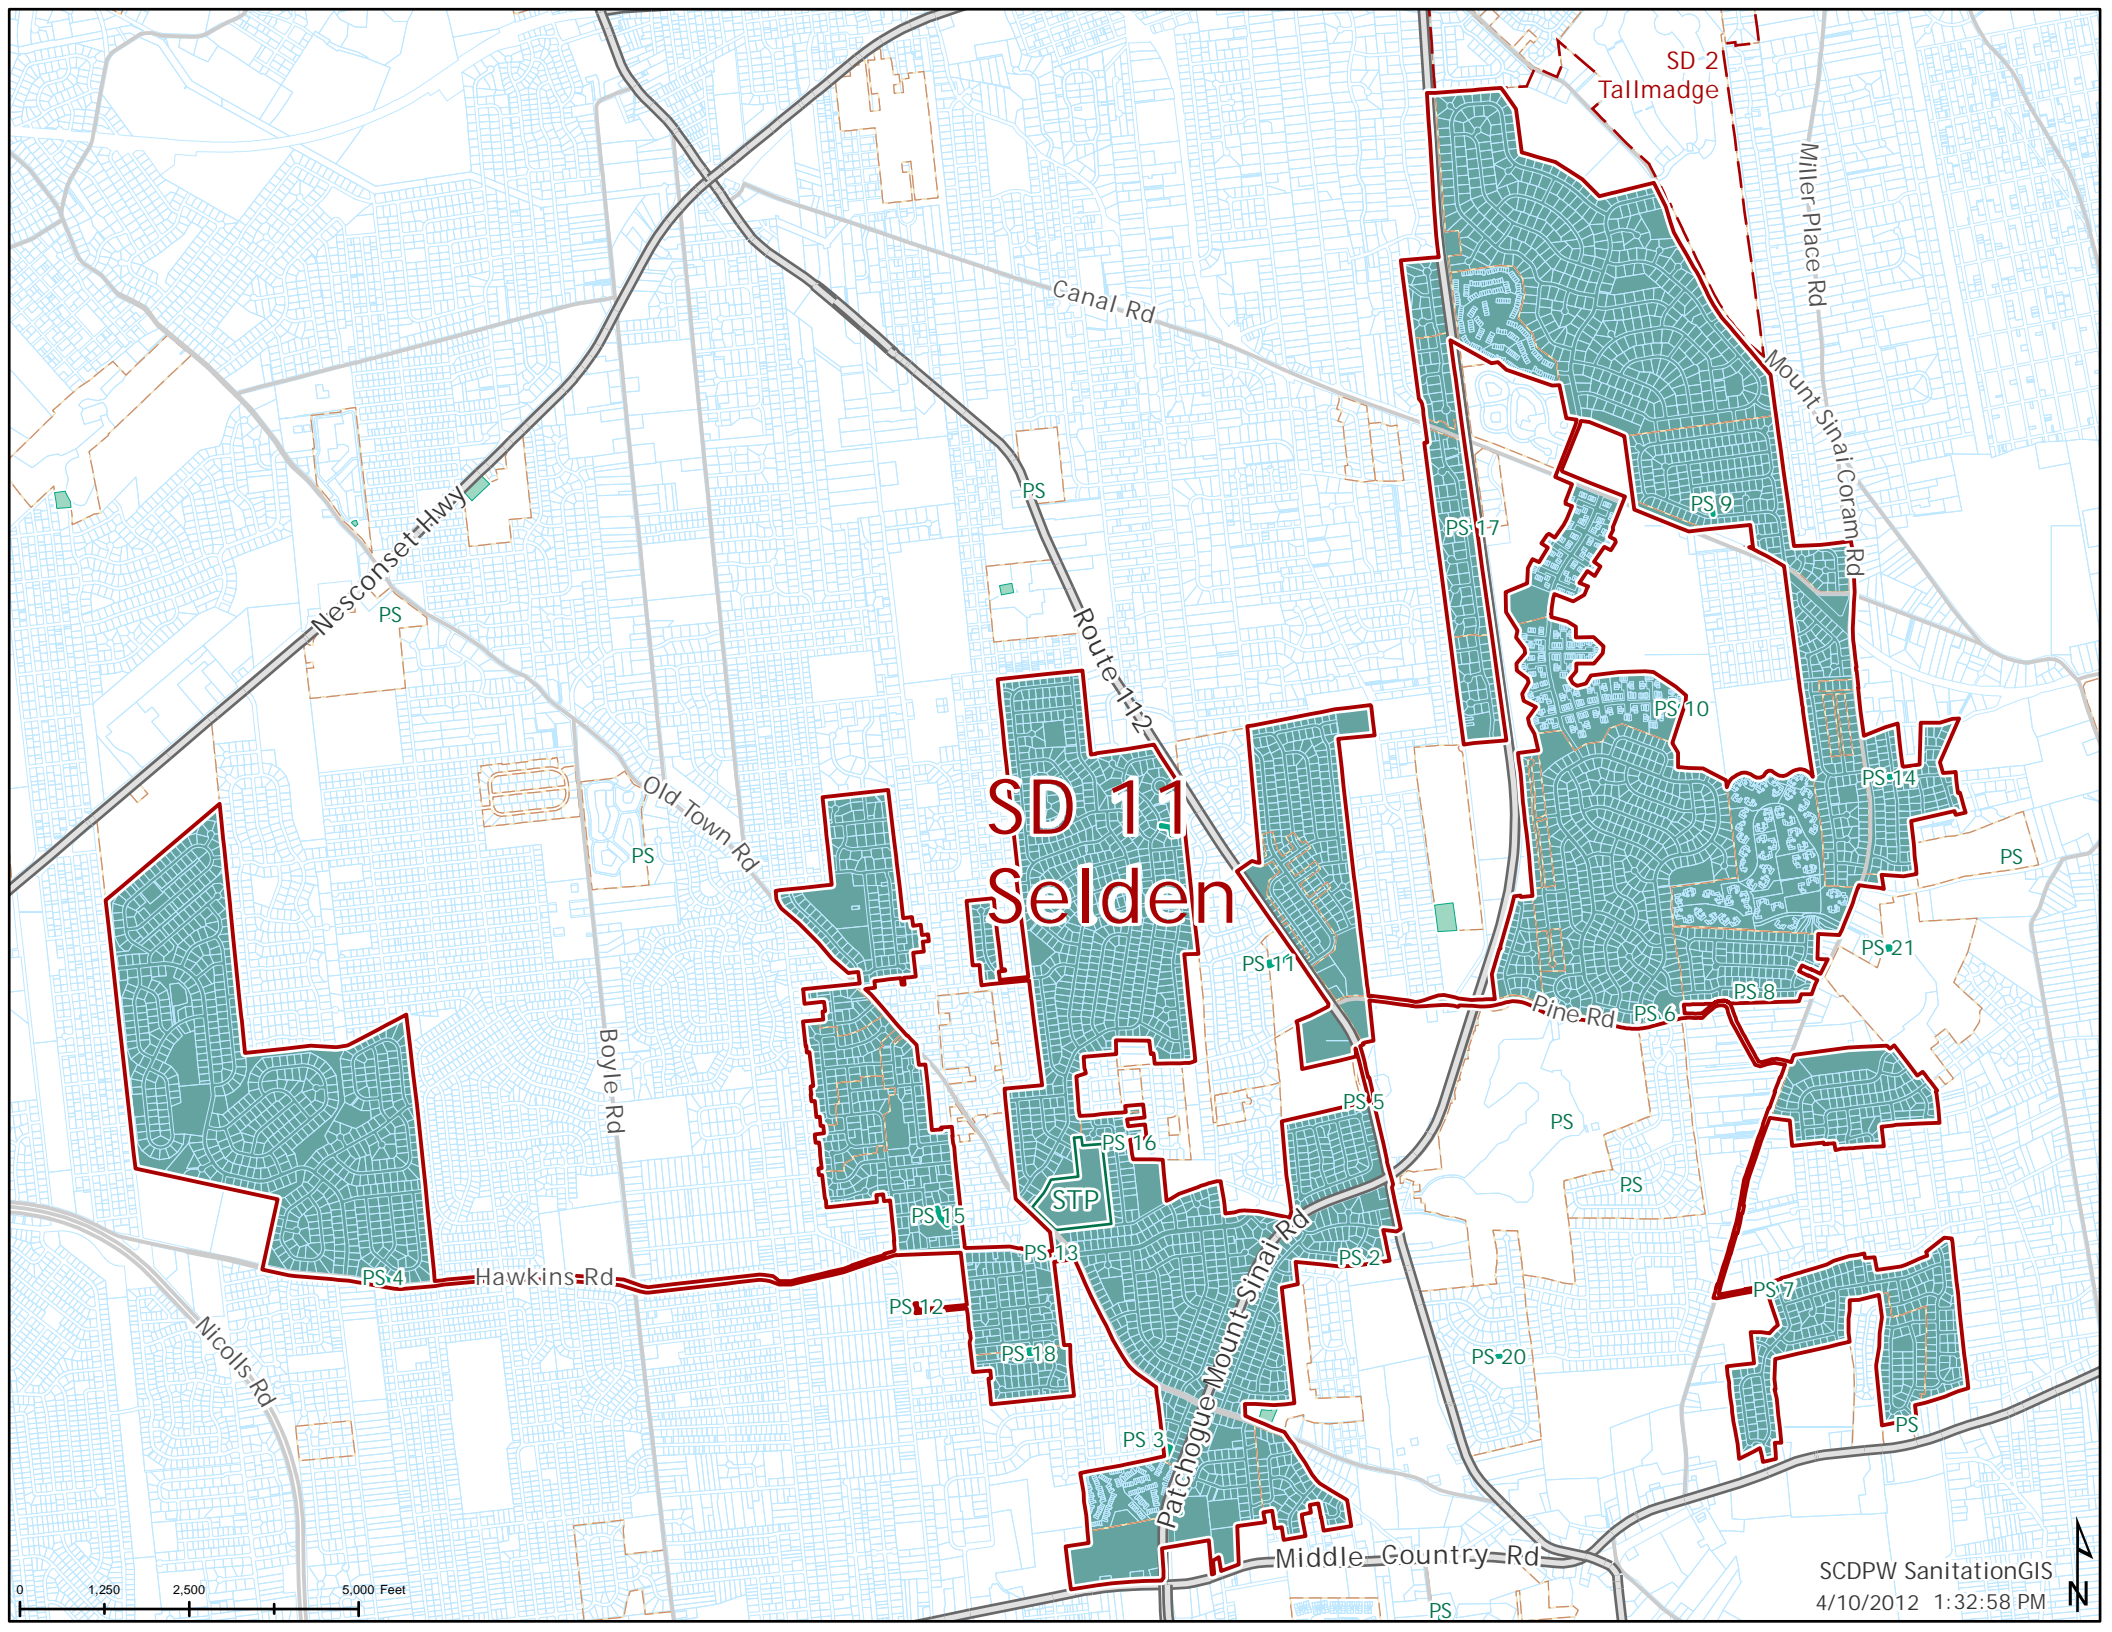 SD 2
Tallmadge
Miller Place Rd
Canal Rd
Mount Sinai Coram Rd
PS
PS 9
PS 17
Nesconset Hwy
PS
Route 112
PS 10
Old Town Rd
SD 11
Selden
PS 14
PS
PS
PS 11
PS 21
PS 8
Pine Rd
PS 6
Boyle Rd
PS 5
PS
PS 16
STP
PS
PS 15
PS 13
PS 2
Hawkins Rd
PS 4
PS 12
PS 7
Patchogue Mount Sinai Rd
Nicolls Rd
PS 18
PS 20
PS
PS 3
Middle Country Rd
PS
SCDPW SanitationGIS
4/10/2012 1:32:58 PM
N
0 1,250 2,500 5,000 Feet